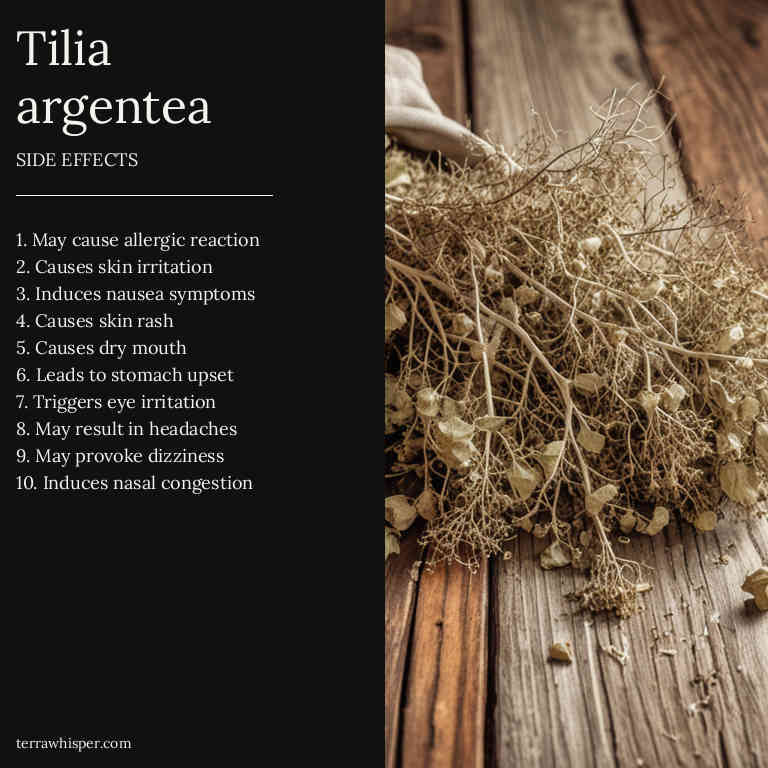 Tilia
argentea
SIDE EFFECTS
1. May cause allergic reaction
2. Causes skin irritation
3. Induces nausea symptoms
4. Causes skin rash
5. Causes dry mouth
6. Leads to stomach upset
7. Triggers eye irritation
8. May result in headaches
9. May provoke dizziness
10. Induces nasal congestion
terrawhisper.com